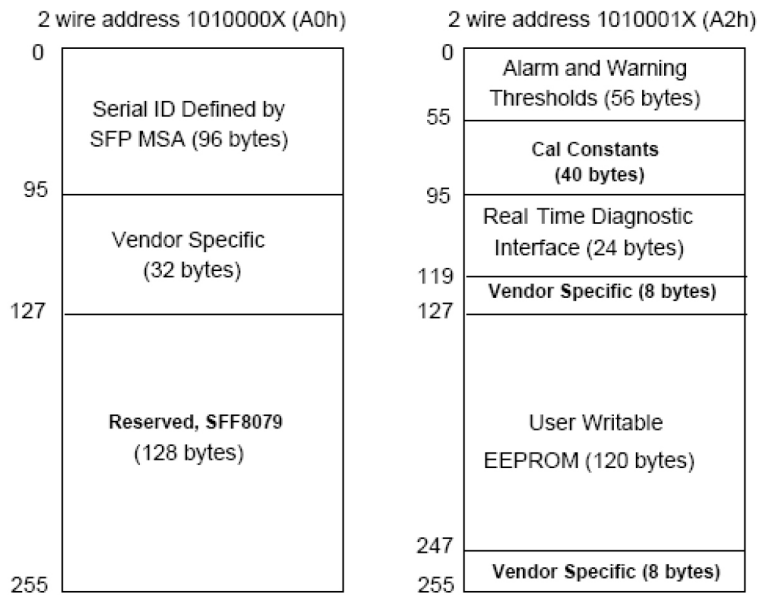 2 wire address 1010000X (A0h)
0
Serial ID Defined by
SFP MSA (96 bytes)
95
Vendor Specific
(32 bytes)
127
Reserved, SFF8079
(128 bytes)
255
2 wire address 1010001X (A2h)
0
Alarm and Warning
Thresholds (56 bytes)
55
Cal Constants
(40 bytes)
95
Real Time Diagnostic
Interface (24 bytes)
119
Vendor Specific (8 bytes)
127
User Writable
EEPROM (120 bytes)
247
Vendor Specific (8 bytes)
255